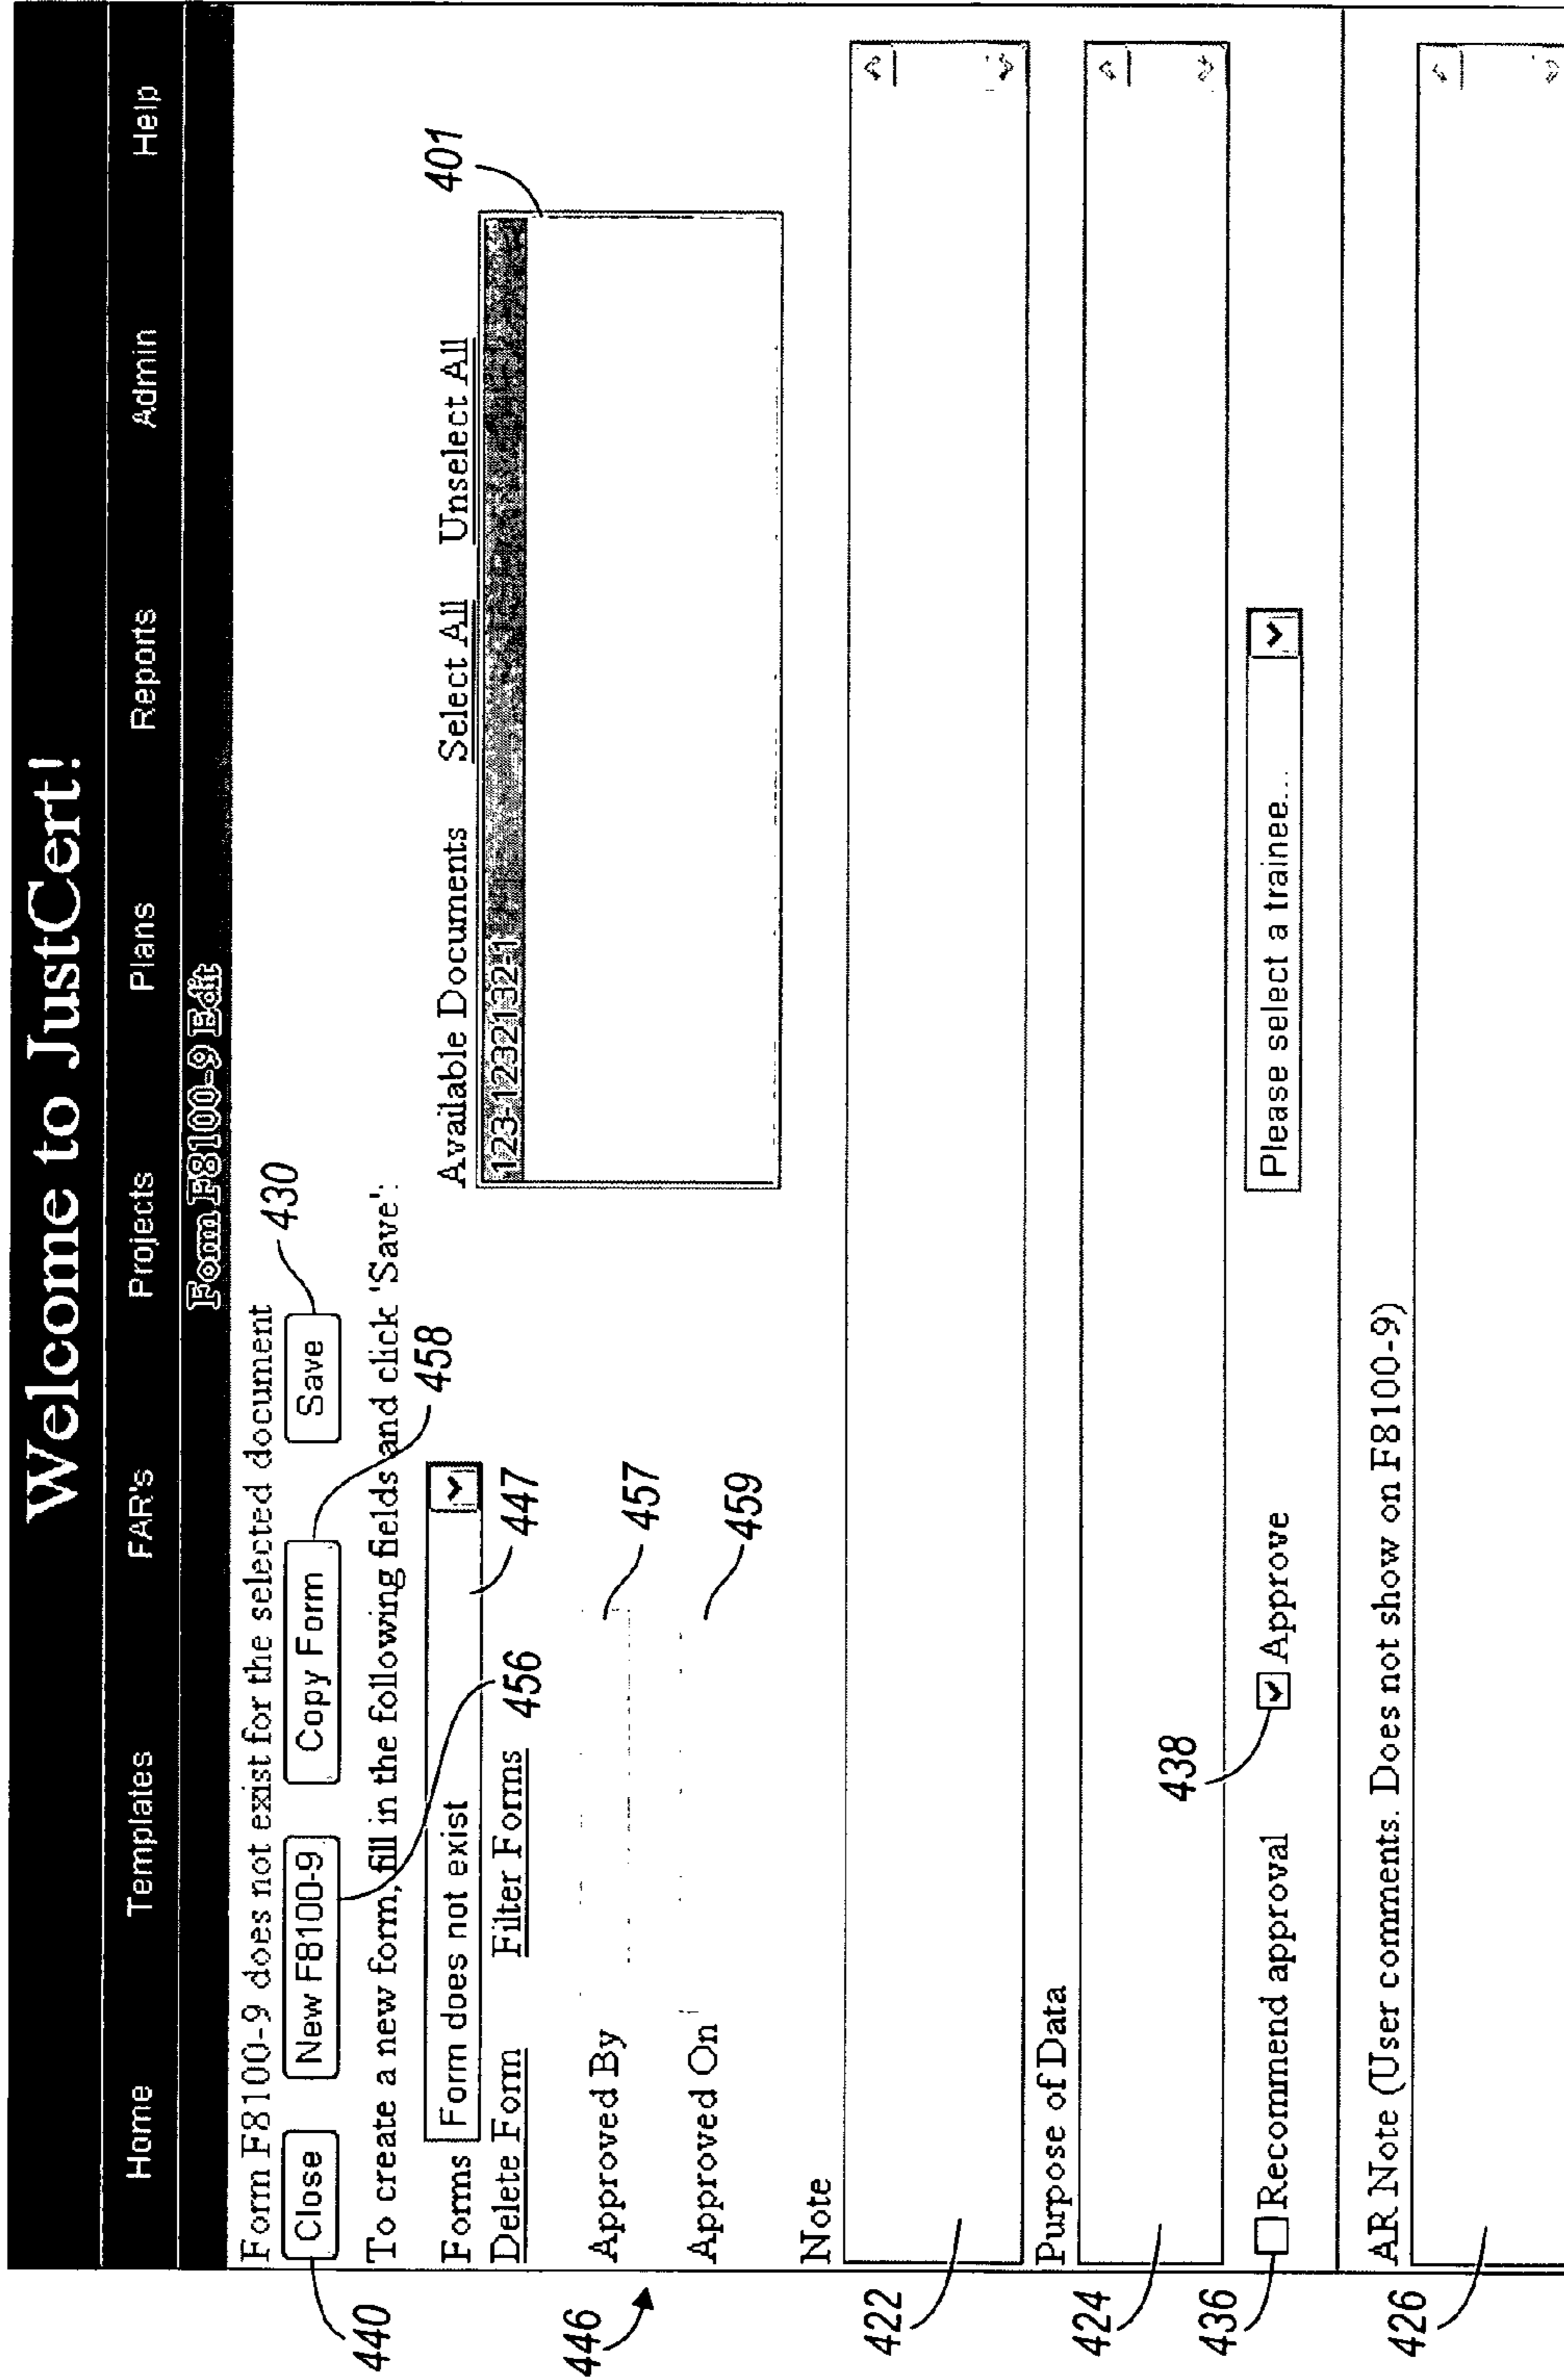 Welcome to JustCert!
Home Templates FAR's Projects Plans Reports Admin Help
Form F8100-9 Edit
Form F8100-9 does not exist for the selected document
440 Close New F8100-9 Copy Form Save 430
To create a new form, fill in the following fields and click 'Save':
458
Available Documents Select All Unselect All 401
Forms Form does not exist
123-1232132-1
Delete Form Filter Forms 456 447
446 Approved By 457
Approved On 459
Note
422
Purpose of Data
424
438
436 Recommend approval Approve Please select a trainee...
AR Note (User comments. Does not show on F8100-9)
426